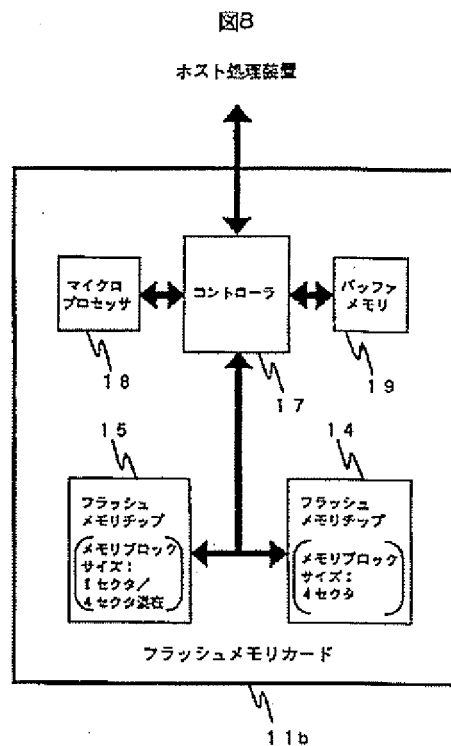 図8
ホスト処理装置
マイクロ
プロセッサ
コントローラ
バッファ
メモリ
18
17
19
15
14
フラッシュ
メモリチップ
メモリブロック
サイズ：
1セクタ／
4セクタ混在
フラッシュ
メモリチップ
メモリブロック
サイズ：
4セクタ
フラッシュメモリカード
11b